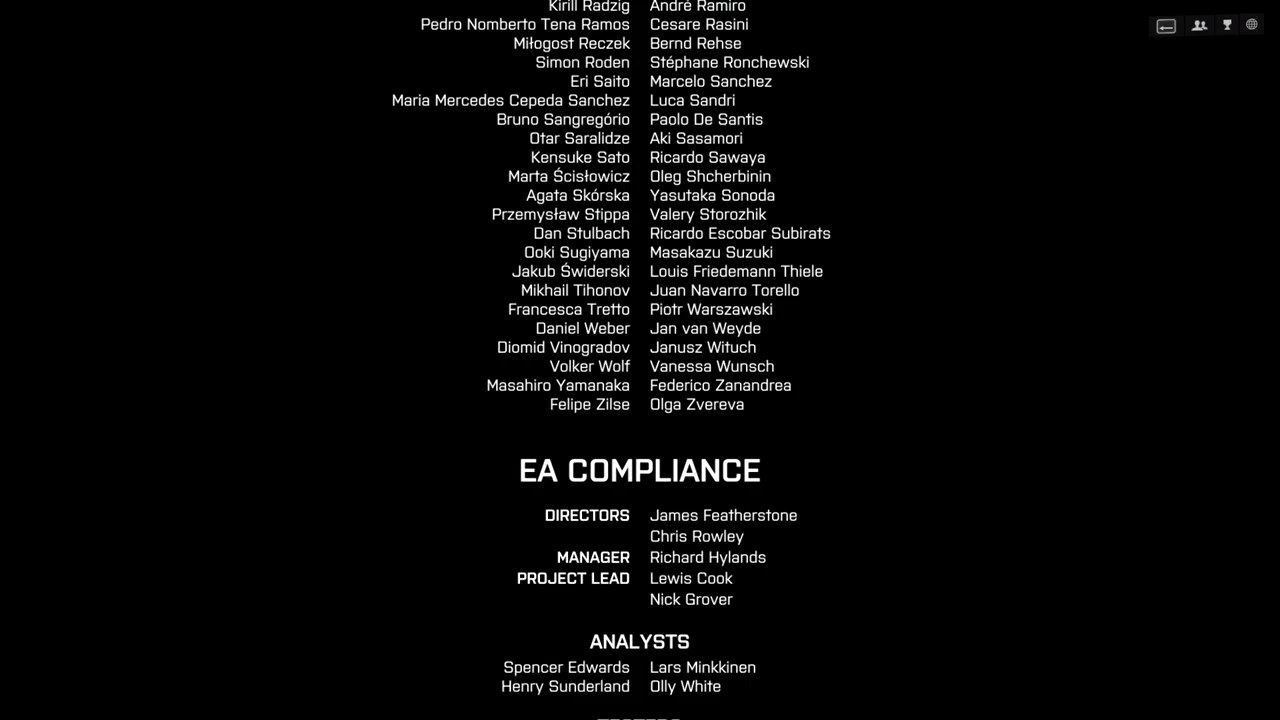 Kirill Radzig André Ramiro
Pedro Nomberto Tena Ramos Cesare Rasini
Miłogost Reczek Bernd Rehse
Simon Roden Stéphane Ronchewski
Eri Saito Marcelo Sanchez
Maria Mercedes Cepeda Sanchez Luca Sandri
Bruno Sangregório Paolo De Santis
Otar Saralidze Aki Sasamori
Kensuke Sato Ricardo Sawaya
Marta Ścisłowicz Oleg Shcherbinin
Agata Skórska Yasutaka Sonoda
Przemysław Stippa Valery Storozhik
Dan Stulbach Ricardo Escobar Subirats
Ooki Sugiyama Masakazu Suzuki
Jakub Świderski Louis Friedemann Thiele
Mikhail Tihonov Juan Navarro Torello
Francesca Tretto Piotr Warszawski
Daniel Weber Jan van Weyde
Diomid Vinogradov Janusz Wituch
Volker Wolf Vanessa Wunsch
Masahiro Yamanaka Federico Zanandrea
Felipe Zilse Olga Zvereva
EA COMPLIANCE
DIRECTORS James Featherstone
Chris Rowley
MANAGER Richard Hylands
PROJECT LEAD Lewis Cook
Nick Grover
ANALYSTS
Spencer Edwards Lars Minkkinen
Henry Sunderland Olly White